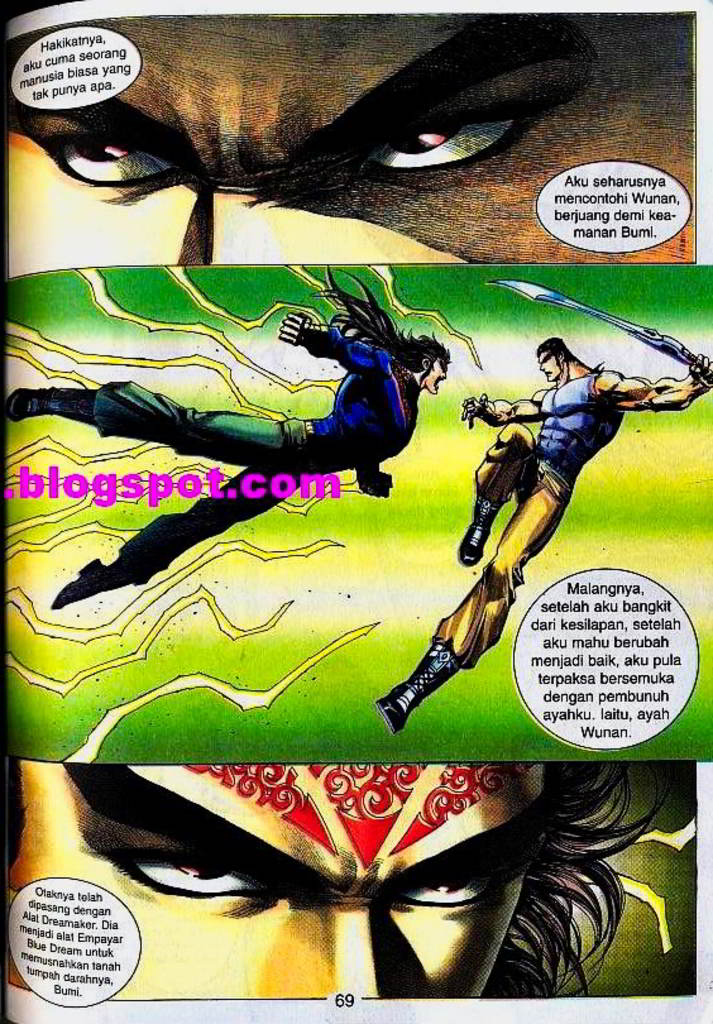 Hakikatnya,
aku cuma seorang
manusia biasa yang
tak punya apa.
Aku seharusnya
mencontohi Wunan,
berjuang demi kea-
manan Bumi.
.blogspot.com
Malangnya,
setelah aku bangkit
dari kesilapan, setelah
aku mahu berubah
menjadi baik, aku pula
terpaksa bersemuka
dengan pembunuh
ayahku. Iaitu, ayah
Wunan.
Otaknya telah
dipasang dengan
Alat Dreamaker. Dia
menjadi alat Empayar
Blue Dream untuk
memusnahkan tanah
tumpah darahnya,
Bumi.
69